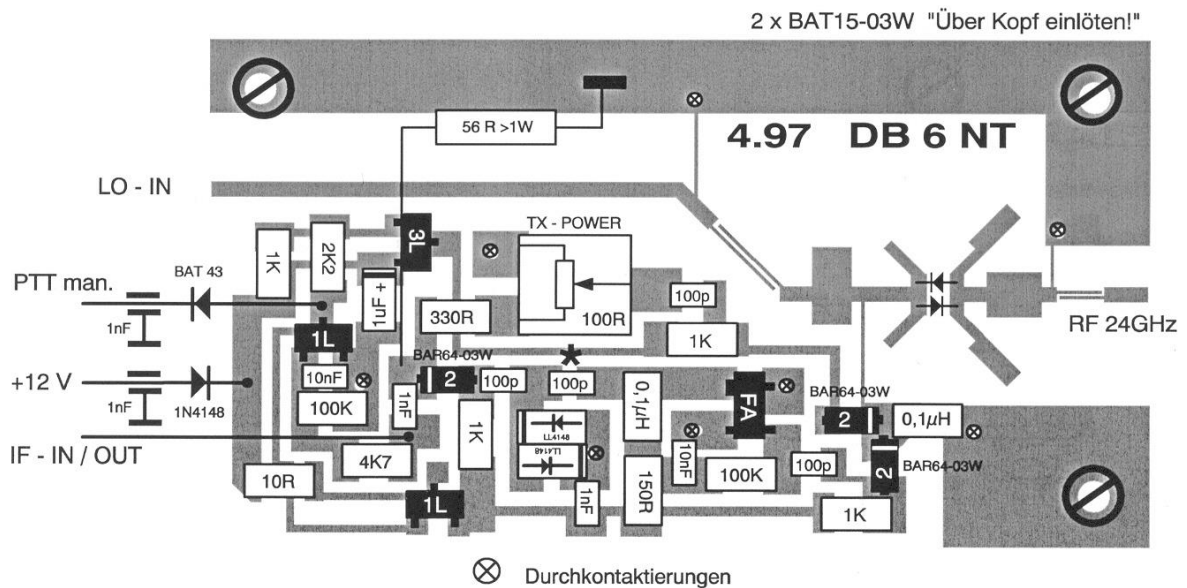 2 x BAT15-03W "Über Kopf einlöten!"
56 R >1W
4.97 DB 6 NT
LO - IN
TX - POWER
3L
1K
2K2
BAT 43
PTT man.
1µF +
100p
1nF
330R
100R
1K
RF 24GHz
1L
BAR64-03W
+12 V
10nF
2
100p
100p
0,1µH
FA
BAR64-03W
1nF
1N4148
100K
1nF
1K
LL4148
2
0,1µH
IF - IN / OUT
4K7
LL4148
10nF
100K
100p
2
BAR64-03W
10R
1L
1nF
150R
1K
Durchkontaktierungen